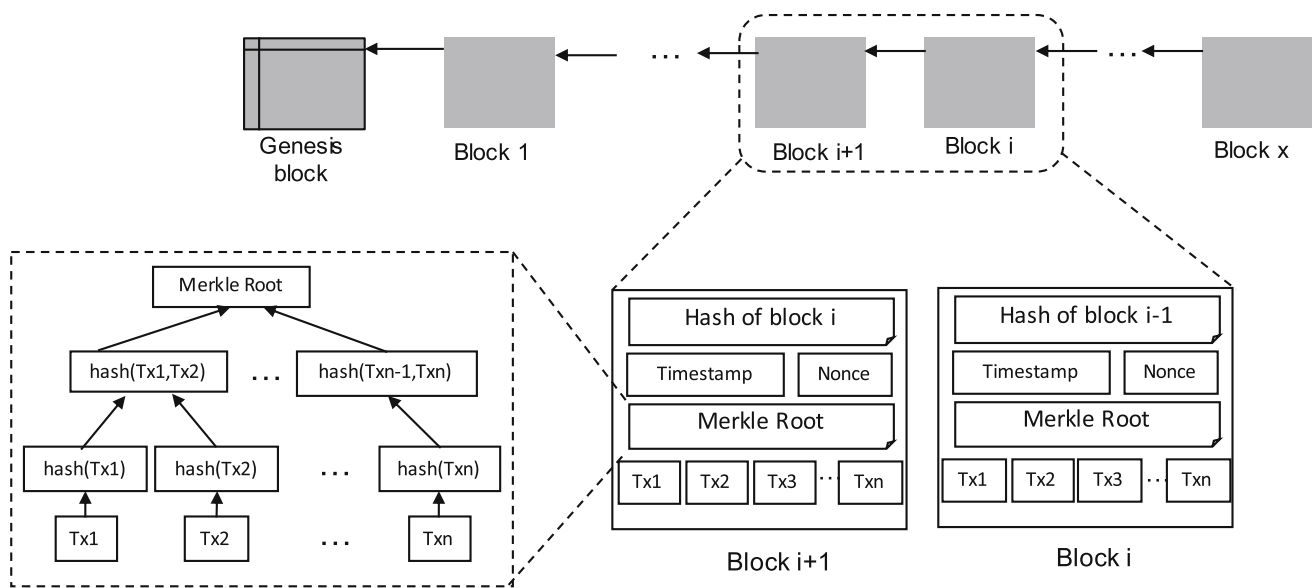 ... ...
Genesis
block
Block 1
Block i+1
Block i
Block x
Merkle Root
hash(Tx1,Tx2)
...
hash(Txn-1,Txn)
hash(Tx1)
hash(Tx2)
...
hash(Txn)
Tx1
Tx2
...
Txn
Hash of block i
Timestamp
Nonce
Merkle Root
Tx1
Tx2
Tx3
...
Txn
Block i+1
Hash of block i-1
Timestamp
Nonce
Merkle Root
Tx1
Tx2
Tx3
...
Txn
Block i